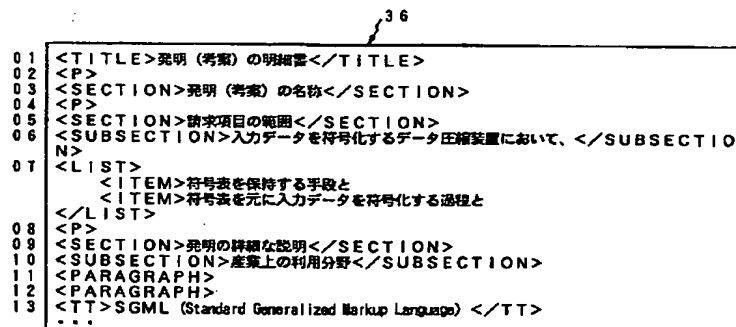 36
01 <TITLE>発明（考案）の明細書</TITLE>
02 <P>
03 <SECTION>発明（考案）の名称</SECTION>
04 <P>
05 <SECTION>請求項目の範囲</SECTION>
06 <SUBSECTION>入力データを符号化するデータ圧縮装置において、</SUBSECTIO
N>
07 <LIST>
<ITEM>符号表を保持する手段と
<ITEM>符号表を元に入力データを符号化する過程と
</LIST>
08 <P>
09 <SECTION>発明の詳細な説明</SECTION>
10 <SUBSECTION>産業上の利用分野</SUBSECTION>
11 <PARAGRAPH>
12 <PARAGRAPH>
13 <TT>SGML (Standard Generalized Markup Language) </TT>
...